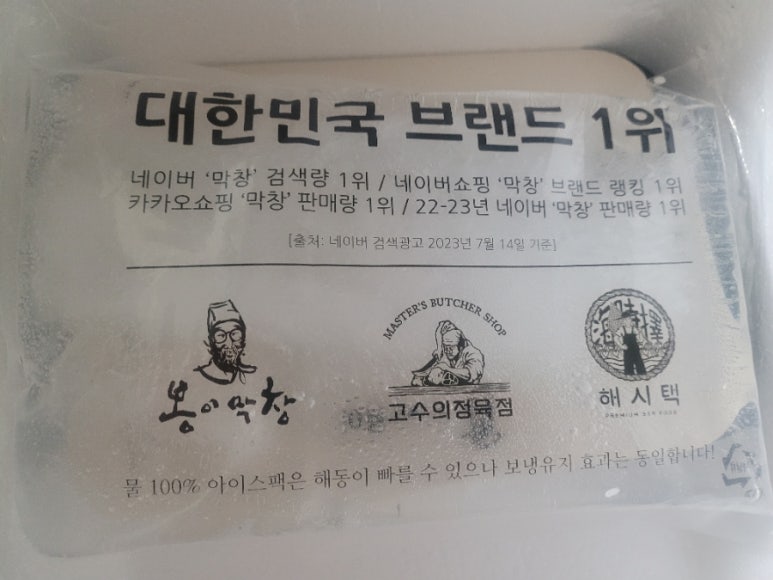 대한민국 브랜드 1위
네이버 '막창' 검색량 1위 / 네이버쇼핑 '막창' 브랜드 랭킹 1위
카카오쇼핑 '막창' 판매량 1위 / 22-23년 네이버 '막창' 판매량 1위
[출처: 네이버 검색광고 2023년 7월 14일 기준]
봉이막창
MASTER'S BUTCHER SHOP
고수의정육점
海時擇
해시택
PREMIUM SEA FOOD
물 100% 아이스팩은 해동이 빠를 수 있으나 보냉유지 효과는 동일합니다!